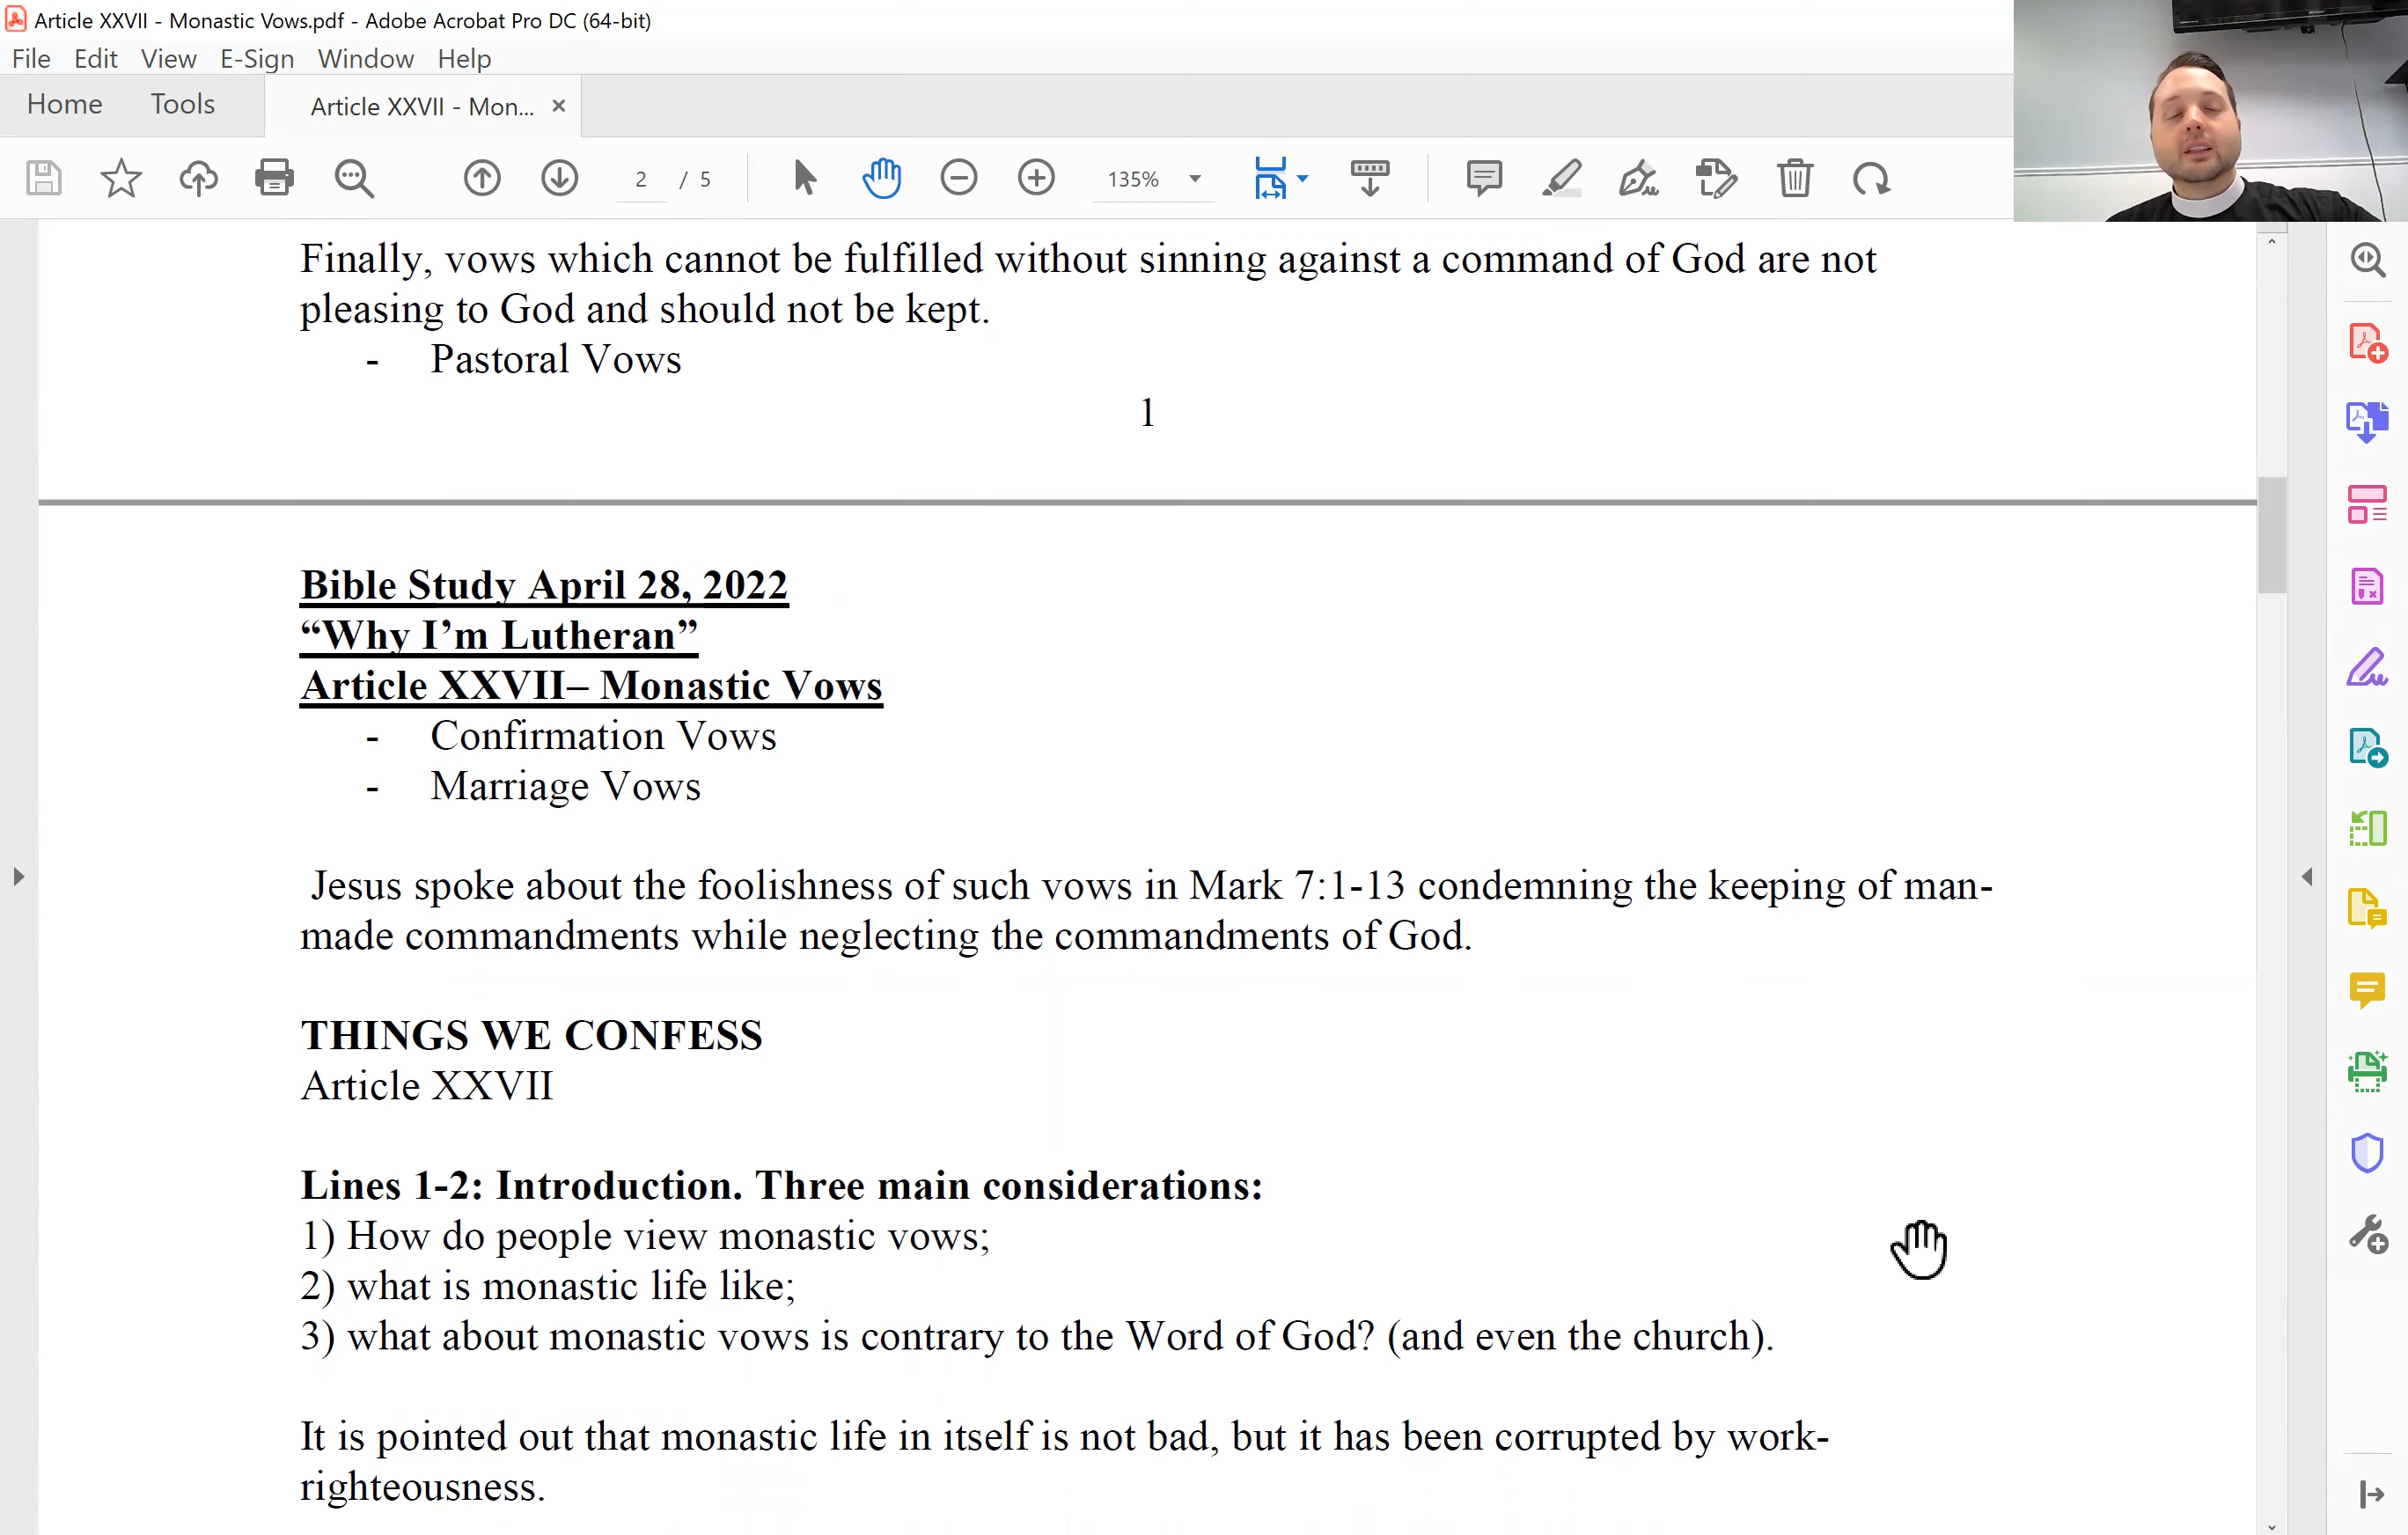 Article XXVII - Monastic Vows.pdf - Adobe Acrobat Pro DC (64-bit)
File Edit View E-Sign Window Help
Home Tools Article XXVII - Mon... ×
2 / 5 135%
Finally, vows which cannot be fulfilled without sinning against a command of God are not
pleasing to God and should not be kept.
- Pastoral Vows
1
Bible Study April 28, 2022
“Why I’m Lutheran”
Article XXVII– Monastic Vows
- Confirmation Vows
- Marriage Vows
Jesus spoke about the foolishness of such vows in Mark 7:1-13 condemning the keeping of man-
made commandments while neglecting the commandments of God.
THINGS WE CONFESS
Article XXVII
Lines 1-2: Introduction. Three main considerations:
1) How do people view monastic vows;
2) what is monastic life like;
3) what about monastic vows is contrary to the Word of God? (and even the church).
It is pointed out that monastic life in itself is not bad, but it has been corrupted by work-
righteousness.